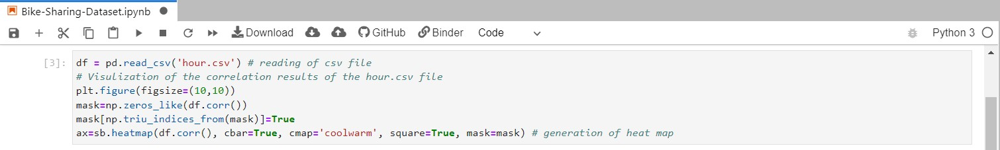 Bike-Sharing-Dataset.ipynb
Download GitHub Binder Code Python 3
[3]: df = pd.read_csv('hour.csv') # reading of csv file
# Visulization of the correlation results of the hour.csv file
plt.figure(figsize=(10,10))
mask=np.zeros_like(df.corr())
mask[np.triu_indices_from(mask)]=True
ax=sb.heatmap(df.corr(), cbar=True, cmap='coolwarm', square=True, mask=mask) # generation of heat map